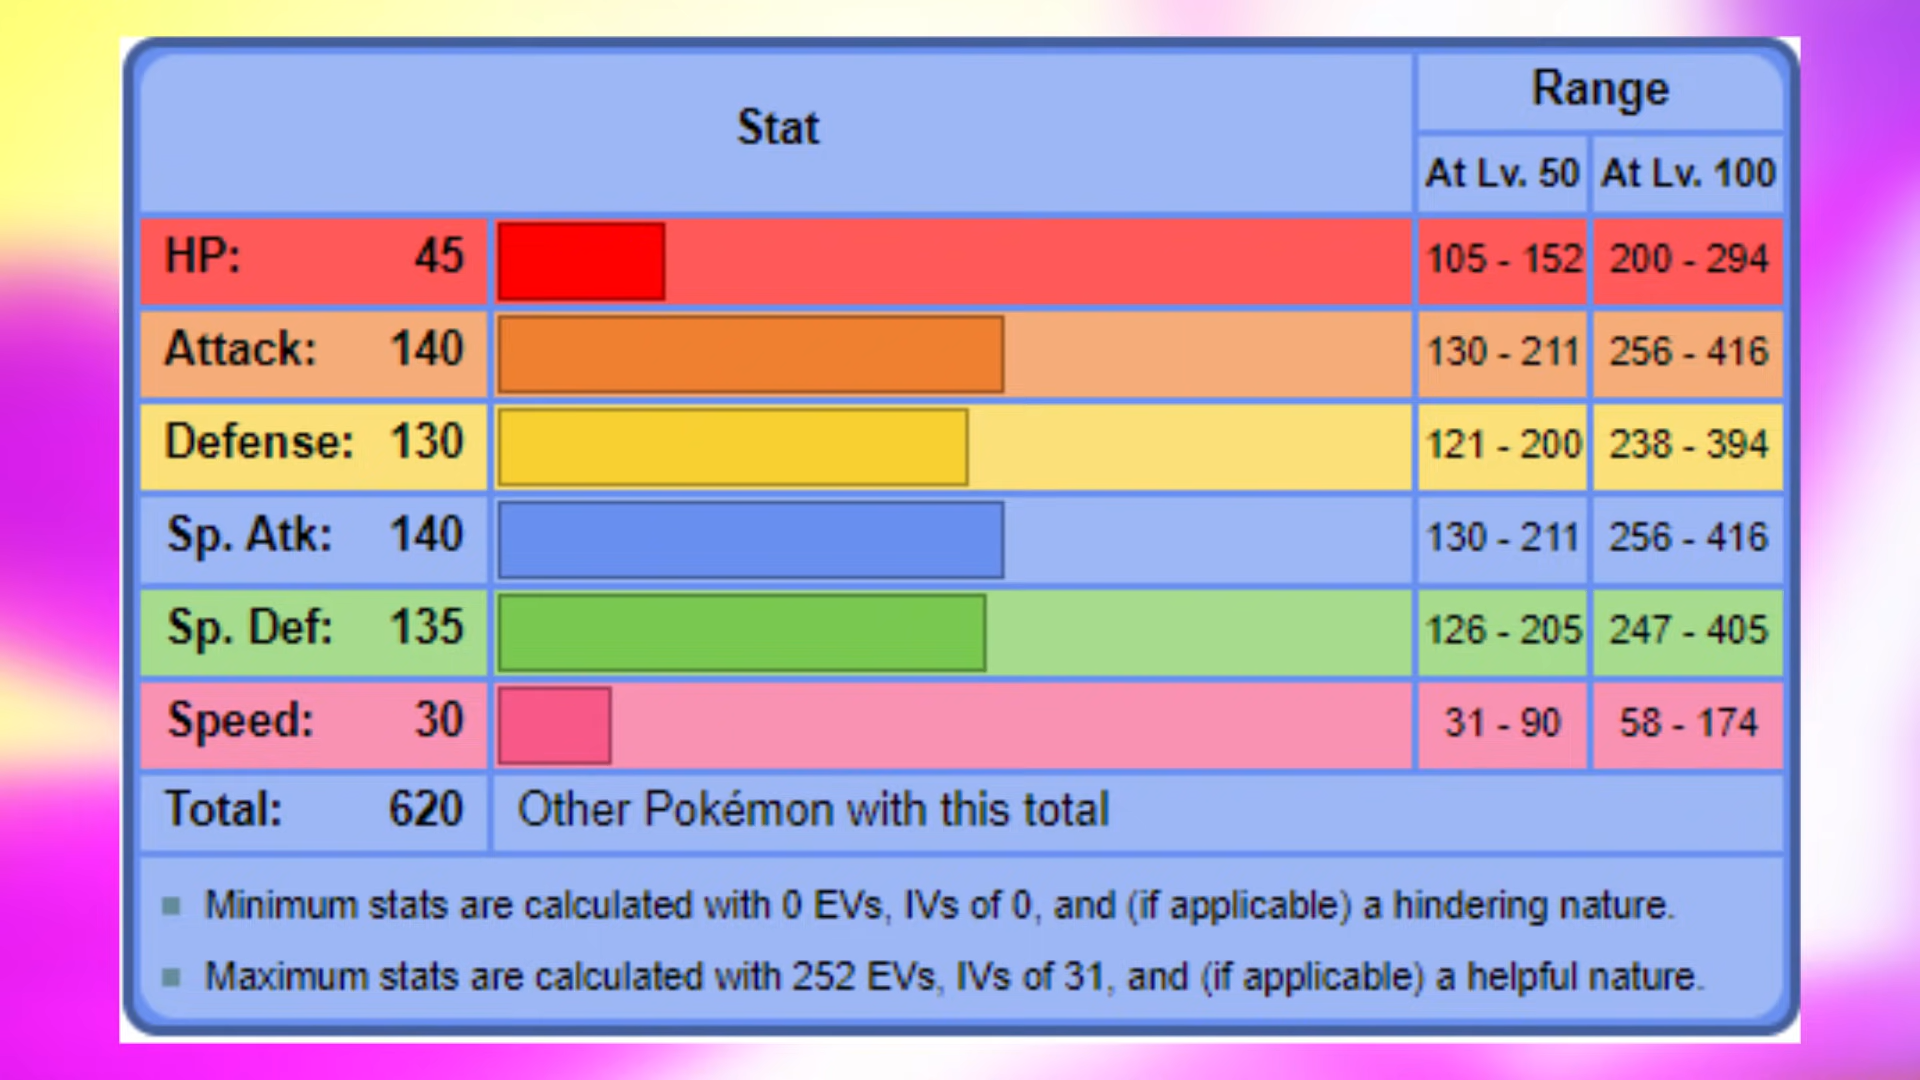 Stat
Range
At Lv. 50 At Lv. 100
HP: 45 105 - 152 200 - 294
Attack: 140 130 - 211 256 - 416
Defense: 130 121 - 200 238 - 394
Sp. Atk: 140 130 - 211 256 - 416
Sp. Def: 135 126 - 205 247 - 405
Speed: 30 31 - 90 58 - 174
Total: 620 Other Pokémon with this total
Minimum stats are calculated with 0 EVs, IVs of 0, and (if applicable) a hindering nature.
Maximum stats are calculated with 252 EVs, IVs of 31, and (if applicable) a helpful nature.